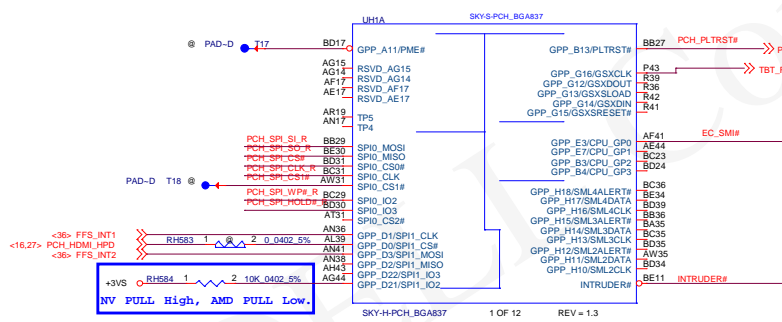 UH1A
SKY-S-PCH_BGA837
@ PAD~D T17 BD17 GPP_A11/PME#
GPP_B13/PLTRST# BB27 PCH_PLTRST#
AG15 RSVD_AG15
AG14 RSVD_AG14
AF17 RSVD_AF17
AE17 RSVD_AE17
GPP_G16/GSXCLK P43
GPP_G12/GSXDOUT R39
GPP_G13/GSXSLOAD R36
GPP_G14/GSXDIN R42
GPP_G15/GSXSRESET# R41
AR19 TP5
AN17 TP4
PCH_SPI_SI_R BB29 SPI0_MOSI
PCH_SPI_SO_R BE30 SPI0_MISO
PCH_SPI_CS# BD31 SPI0_CS0#
PCH_SPI_CLK_R BC31 SPI0_CLK
PCH_SPI_CS1# AW31 SPI0_CS1#
PAD~D T18 @
GPP_E3/CPU_GP0 AF41 EC_SMI#
GPP_E7/CPU_GP1 AE44
GPP_B3/CPU_GP2 BC23
GPP_B4/CPU_GP3 BD24
PCH_SPI_WP#_R BC29 SPI0_IO2
PCH_SPI_HOLD#_R BD30 SPI0_IO3
AT31 SPI0_CS2#
GPP_H18/SML4ALERT# BC36
GPP_H17/SML4DATA BE34
GPP_H16/SML4CLK BD39
GPP_H15/SML3ALERT# BB36
GPP_H14/SML3DATA BA35
GPP_H13/SML3CLK BC35
GPP_H12/SML2ALERT# BD35
GPP_H11/SML2DATA AW35
GPP_H10/SML2CLK BD34
<36> FFS_INT1 AN36 GPP_D1/SPI1_CLK
<16,27> PCH_HDMI_HPD RH583 1 @ 2 0_0402_5% AL39 GPP_D0/SPI1_CS#
<36> FFS_INT2 AN41 GPP_D3/SPI1_MOSI
AN38 GPP_D2/SPI1_MISO
AH43 GPP_D22/SPI1_IO3
+3VS RH584 1 2 10K_0402_5% AG44 GPP_D21/SPI1_IO2
INTRUDER# BE11 INTRUDER#
NV PULL High, AMD PULL Low.
SKY-H-PCH_BGA837
1 OF 12
REV = 1.3